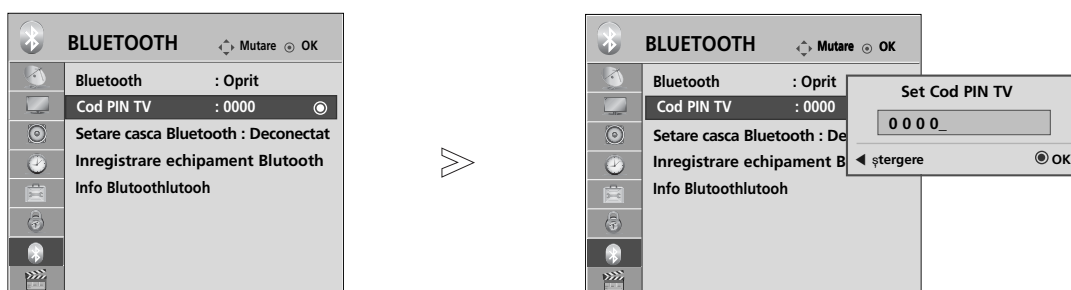 BLUETOOTH Mutare OK
Bluetooth : Oprit
Cod PIN TV : 0000
Setare casca Bluetooth : Deconectat
Inregistrare echipament Blutooth
Info Blutoothlutooh
BLUETOOTH Mutare OK
Bluetooth : Oprit
Cod PIN TV : 0000
Setare casca Bluetooth : De
Inregistrare echipament B
Info Blutoothlutooh
Set Cod PIN TV
0 0 0 0_
ștergere OK